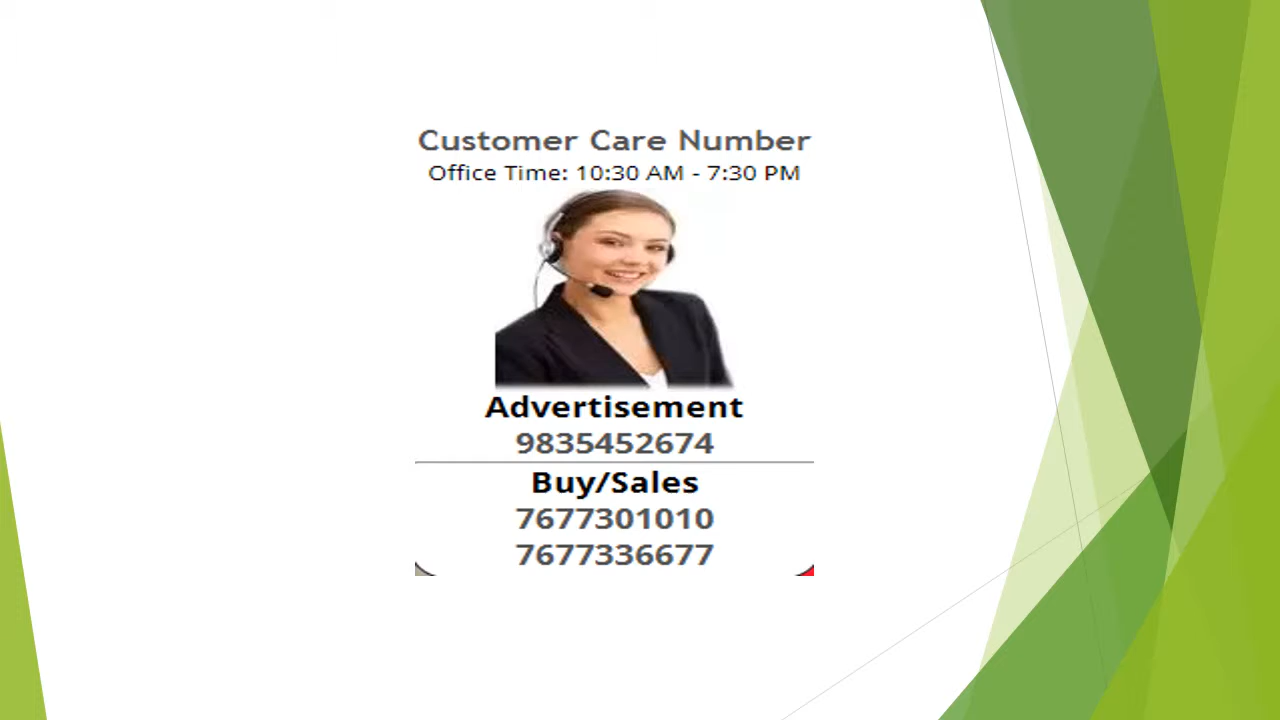 Customer Care Number
Office Time: 10:30 AM - 7:30 PM
Advertisement
9835452674
Buy/Sales
7677301010
7677336677